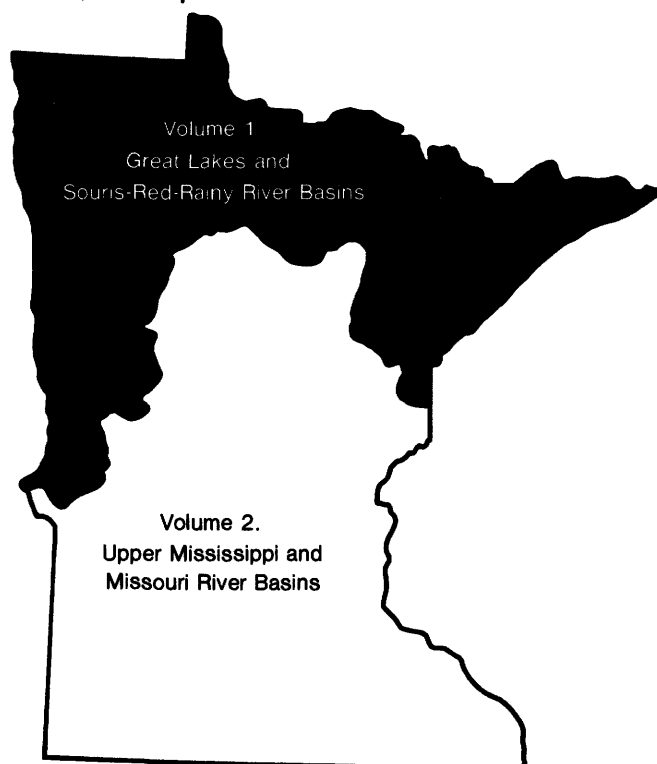 Volume 1
Great Lakes and
Souris-Red-Rainy River Basins
Volume 2.
Upper Mississippi and
Missouri River Basins